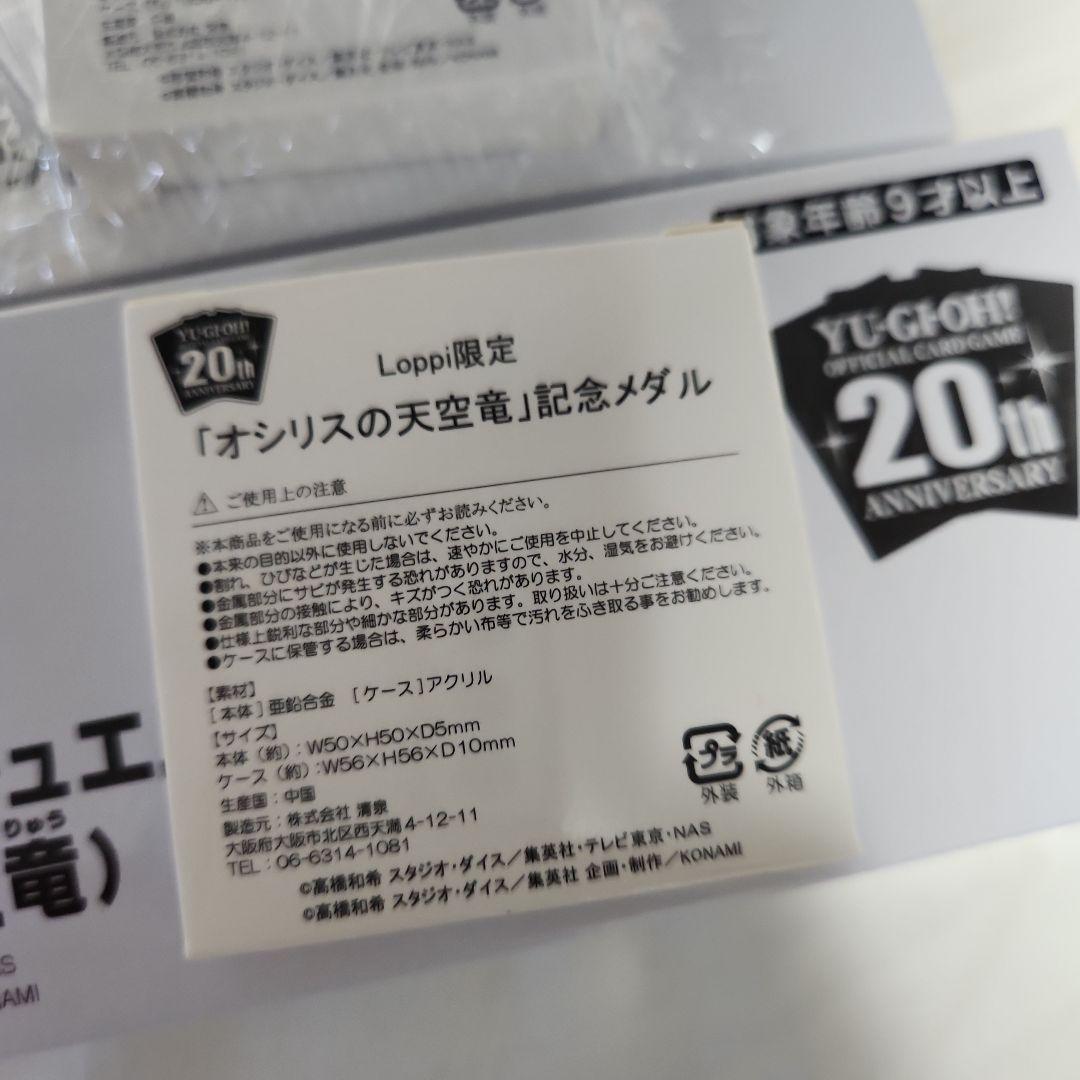 対象年齢9才以上
YU-GI-OH!
OFFICIAL CARD GAME
20th
ANNIVERSARY
YU-GI-OH!
20th
ANNIVERSARY
Loppi限定
「オシリスの天空竜」記念メダル
⚠ ご使用上の注意
※本商品をご使用になる前に必ずお読みください。
●本来の目的以外に使用しないでください。
●割れ、ひびなどが生じた場合は、速やかにご使用を中止してください。
●金属部分にサビが発生する恐れがありますので、水分、湿気をお避けください。
●金属部分の接触により、キズがつく恐れがあります。
●仕様上鋭利な部分や細かな部分があります。取り扱いは十分ご注意ください。
●ケースに保管する場合は、柔らかい布等で汚れをふき取る事をお勧めします。
【素材】
[本体]亜鉛合金 [ケース]アクリル
【サイズ】
本体(約):W50×H50×D5mm
ケース(約):W56×H56×D10mm
生産国:中国
製造元:株式会社 清泉
大阪府大阪市北区西天満4-12-11
TEL:06-6314-1081
プラ
外装
紙
外箱
©高橋和希 スタジオ・ダイス/集英社・テレビ東京・NAS
©高橋和希 スタジオ・ダイス/集英社 企画・制作/KONAMI
ュエ
りゅう
竜)
AS
AMI